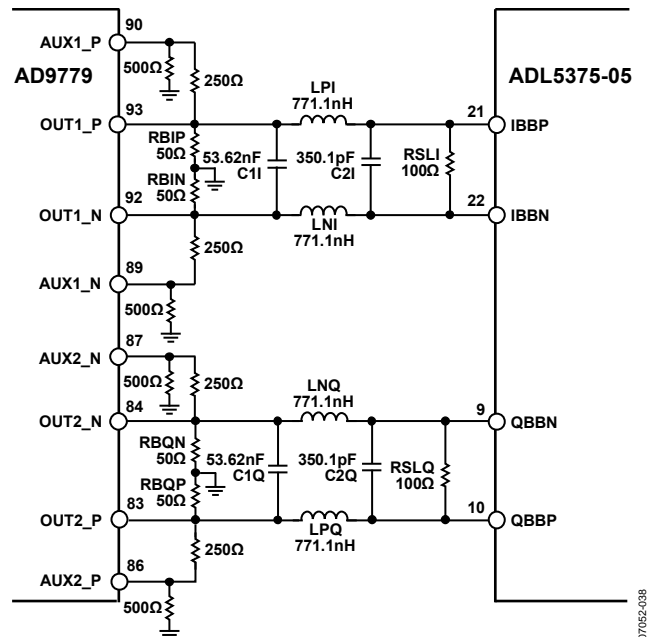 90
AUX1_P
AD9779
500Ω
250Ω
ADL5375-05
LPI
771.1nH
93
OUT1_P
21
IBBP
RBIP
50Ω
53.62nF
C1I
350.1pF
C2I
RSLI
100Ω
RBIN
50Ω
92
OUT1_N
22
IBBN
LNI
771.1nH
250Ω
89
AUX1_N
500Ω
87
AUX2_N
500Ω
250Ω
LNQ
771.1nH
84
OUT2_N
9
QBBN
RBQN
50Ω
53.62nF
C1Q
350.1pF
C2Q
RSLQ
100Ω
RBQP
50Ω
83
OUT2_P
10
QBBP
LPQ
771.1nH
250Ω
86
AUX2_P
500Ω
07052-038